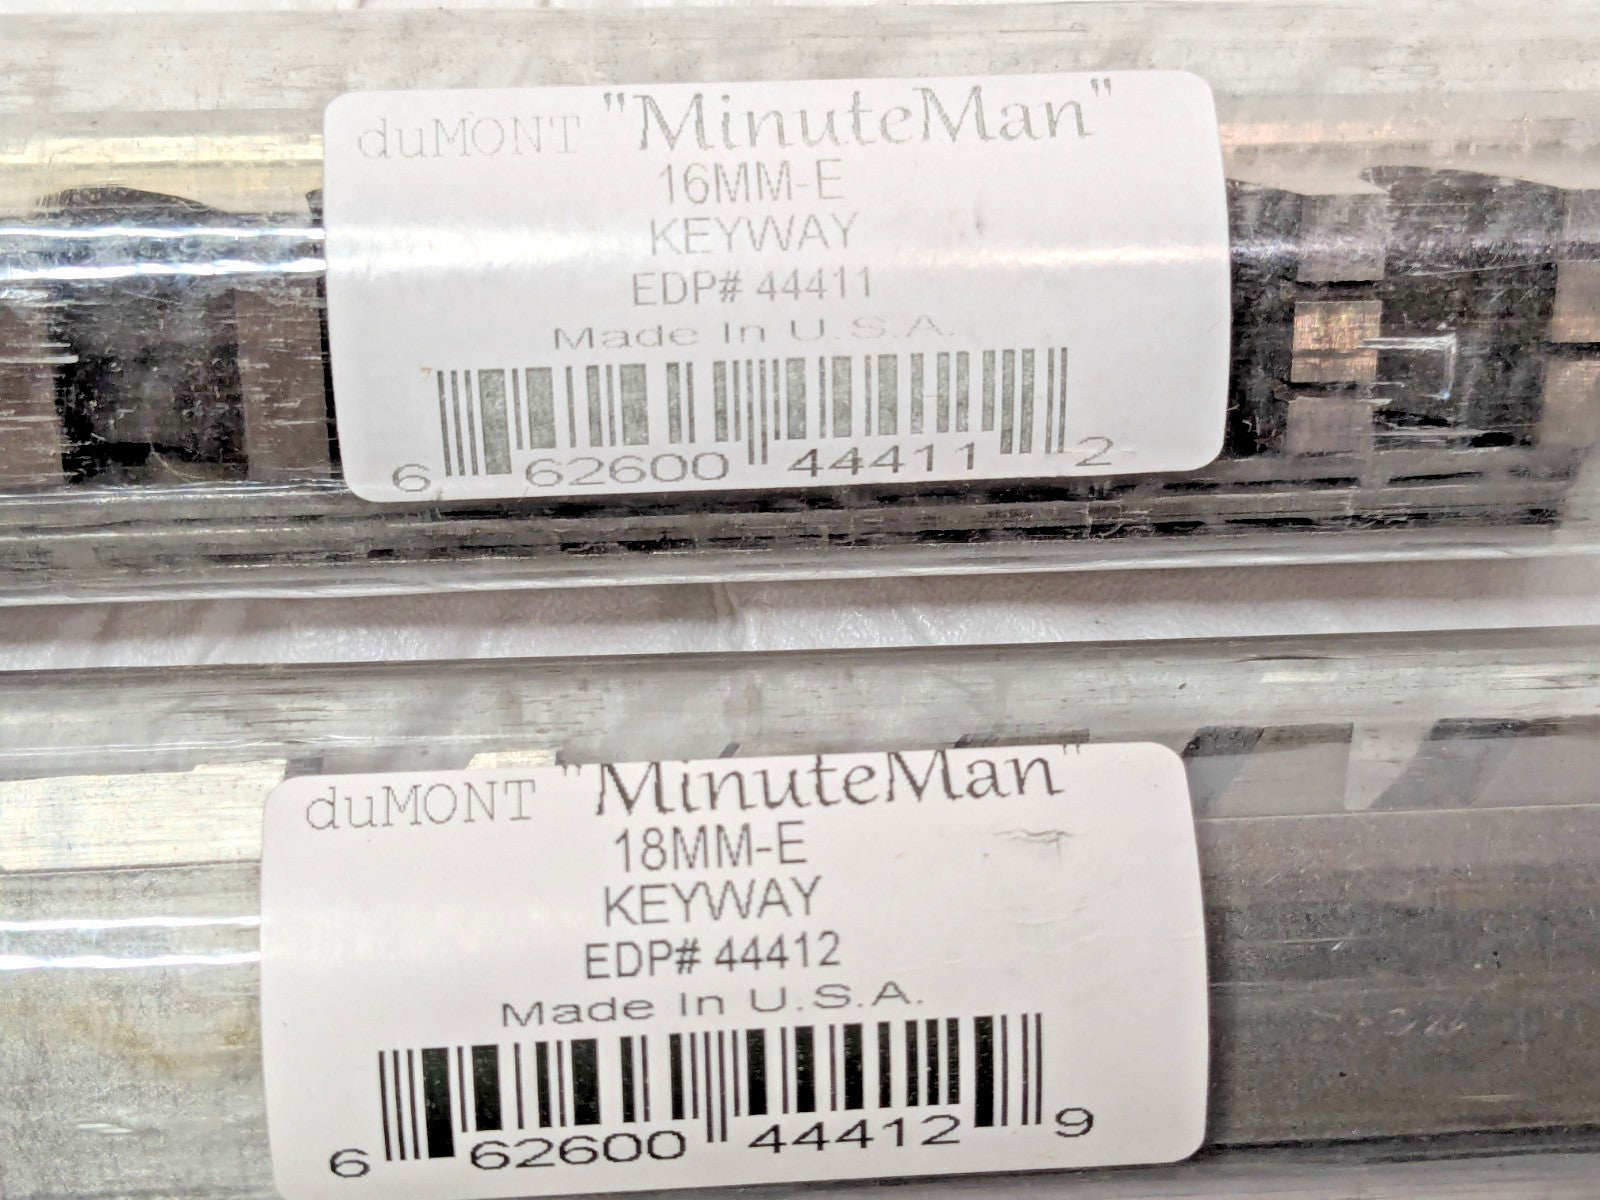 duMONT "MinuteMan"
16MM-E
KEYWAY
EDP# 44411
Made In U.S.A.
6 62600 44411 2
duMONT "MinuteMan"
18MM-E
KEYWAY
EDP# 44412
Made In U.S.A.
6 62600 44412 9